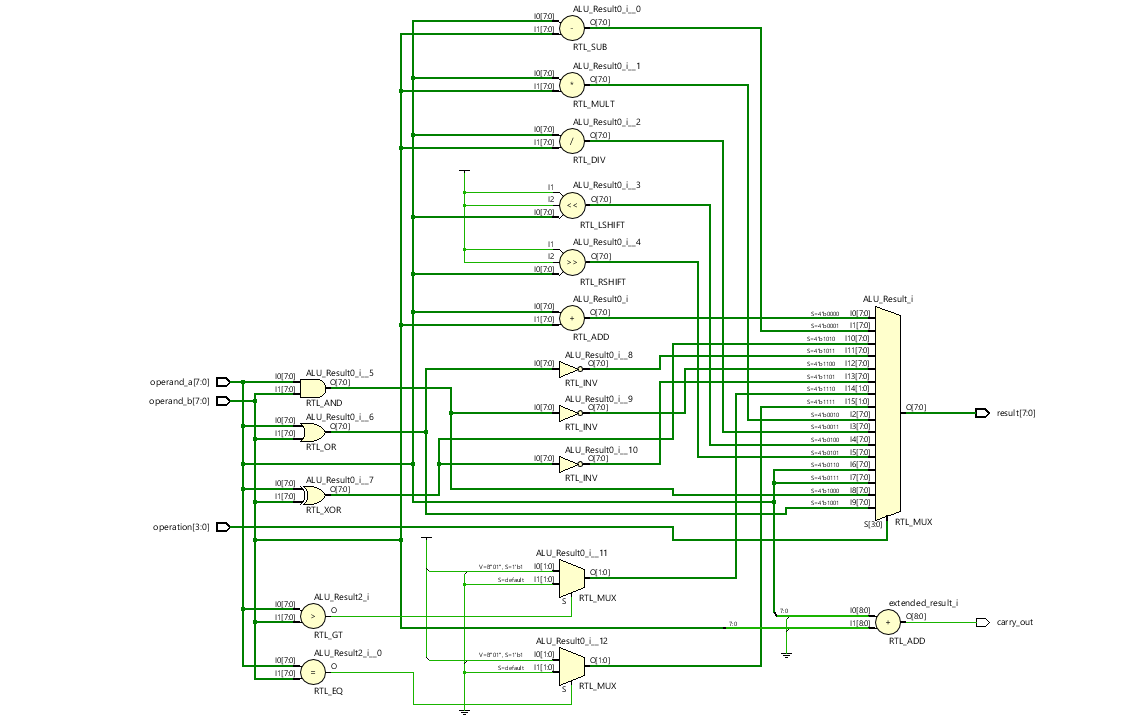 ALU_Result0_i__0
I0[7:0]
O[7:0]
I1[7:0]
-
RTL_SUB
ALU_Result0_i__1
I0[7:0]
O[7:0]
I1[7:0]
*
RTL_MULT
ALU_Result0_i__2
I0[7:0]
O[7:0]
I1[7:0]
/
RTL_DIV
ALU_Result0_i__3
I1
I2
O[7:0]
I0[7:0]
<<
RTL_LSHIFT
ALU_Result0_i__4
I1
I2
O[7:0]
I0[7:0]
>>
RTL_RSHIFT
ALU_Result0_i
I0[7:0]
O[7:0]
I1[7:0]
+
RTL_ADD
ALU_Result0_i__8
I0[7:0]
O[7:0]
RTL_INV
ALU_Result0_i__9
I0[7:0]
O[7:0]
RTL_INV
ALU_Result0_i__10
I0[7:0]
O[7:0]
RTL_INV
operand_a[7:0]
operand_b[7:0]
operation[3:0]
ALU_Result0_i__5
I0[7:0]
O[7:0]
I1[7:0]
RTL_AND
ALU_Result0_i__6
I0[7:0]
O[7:0]
I1[7:0]
RTL_OR
ALU_Result0_i__7
I0[7:0]
O[7:0]
I1[7:0]
RTL_XOR
ALU_Result_i
S=4'b0000 I0[7:0]
S=4'b0001 I1[7:0]
S=4'b1010 I10[7:0]
S=4'b1011 I11[7:0]
S=4'b1100 I12[7:0]
S=4'b1101 I13[7:0]
S=4'b1110 I14[1:0]
S=4'b1111 I15[1:0]
S=4'b0010 I2[7:0]
S=4'b0011 I3[7:0]
S=4'b0100 I4[7:0]
S=4'b0101 I5[7:0]
S=4'b0110 I6[7:0]
S=4'b0111 I7[7:0]
S=4'b1000 I8[7:0]
S=4'b1001 I9[7:0]
S[3:0]
RTL_MUX
O[7:0]
result[7:0]
ALU_Result0_i__11
V=B"01", S=1'b1 I0[1:0]
S=default I1[1:0]
O[1:0]
S
RTL_MUX
ALU_Result2_i
I0[7:0]
O
I1[7:0]
>
RTL_GT
ALU_Result2_i__0
I0[7:0]
O
I1[7:0]
=
RTL_EQ
ALU_Result0_i__12
V=B"01", S=1'b1 I0[1:0]
S=default I1[1:0]
O[1:0]
S
RTL_MUX
extended_result_i
7:0
I0[8:0]
7:0
I1[8:0]
O[8:0]
+
RTL_ADD
carry_out